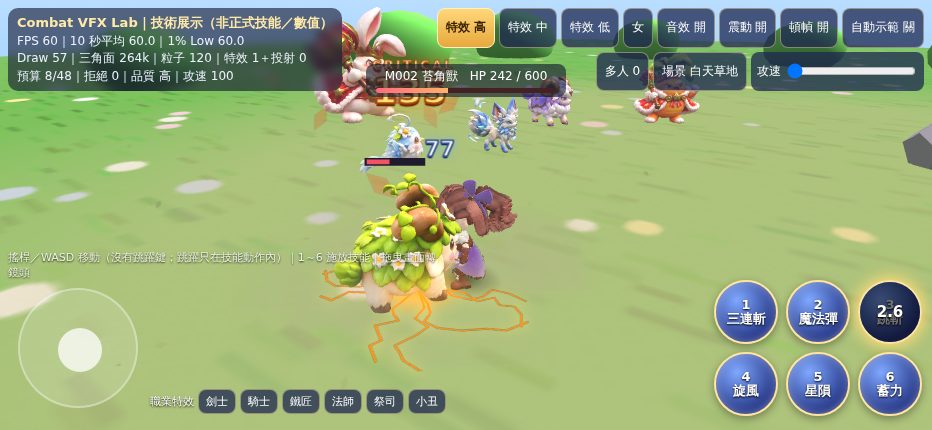 Combat VFX Lab｜技術展示（非正式技能／數值）
FPS 60｜10 秒平均 60.0｜1% Low 60.0
Draw 57｜三角面 264k｜粒子 120｜特效 1＋投射 0
預算 8/48｜拒絕 0｜品質 高｜攻速 100
特效 高
特效 中
特效 低
女
音效 開
震動 開
頓幀 開
自動示範 關
多人 0
場景 白天草地
攻速
M002 苔角獸 HP 242 / 600
CRITICAL
77
搖桿／WASD 移動（沒有跳躍鍵；跳躍只在技能動作內）｜1～6 施放技能
鏡頭
1
三連斬
2
魔法彈
3
2.6
4
旋風
5
星隕
6
蓄力
職業特效
劍士
騎士
鐵匠
法師
祭司
小丑